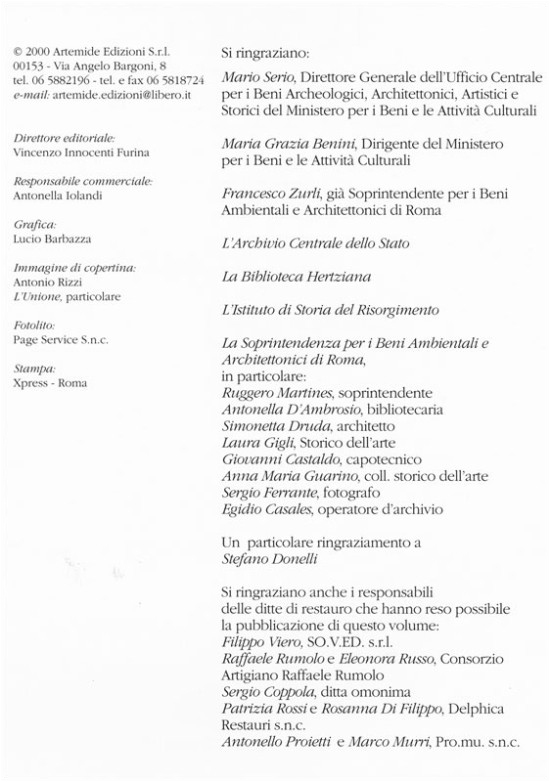 © 2000 Artemide Edizioni S.r.l.
00153 - Via Angelo Bargoni, 8
tel. 06 5882196 - tel. e fax 06 5818724
e-mail: artemide.edizioni@libero.it
Direttore editoriale:
Vincenzo Innocenti Furina
Responsabile commerciale:
Antonella Iolandi
Grafica:
Lucio Barbazza
Immagine di copertina:
Antonio Rizzi
L'Unione, particolare
Fotolito:
Page Service S.n.c.
Stampa:
Xpress - Roma
Si ringraziano:
Mario Serio, Direttore Generale dell'Ufficio Centrale
per i Beni Archeologici, Architettonici, Artistici e
Storici del Ministero per i Beni e le Attività Culturali
Maria Grazia Benini, Dirigente del Ministero
per i Beni e le Attività Culturali
Francesco Zurli, già Soprintendente per i Beni
Ambientali e Architettonici di Roma
L'Archivio Centrale dello Stato
La Biblioteca Hertziana
L'Istituto di Storia del Risorgimento
La Soprintendenza per i Beni Ambientali e
Architettonici di Roma,
in particolare:
Ruggero Martines, soprintendente
Antonella D'Ambrosio, bibliotecaria
Simonetta Druda, architetto
Laura Gigli, Storico dell'arte
Giovanni Castaldo, capotecnico
Anna Maria Guarino, coll. storico dell'arte
Sergio Ferrante, fotografo
Egidio Casales, operatore d'archivio
Un particolare ringraziamento a
Stefano Donelli
Si ringraziano anche i responsabili
delle ditte di restauro che hanno reso possibile
la pubblicazione di questo volume:
Filippo Viero, SO.V.ED. s.r.l.
Raffaele Rumolo e Eleonora Russo, Consorzio
Artigiano Raffaele Rumolo
Sergio Coppola, ditta omonima
Patrizia Rossi e Rosanna Di Filippo, Delphica
Restauri s.n.c.
Antonello Proietti e Marco Murri, Pro.mu. s.n.c.